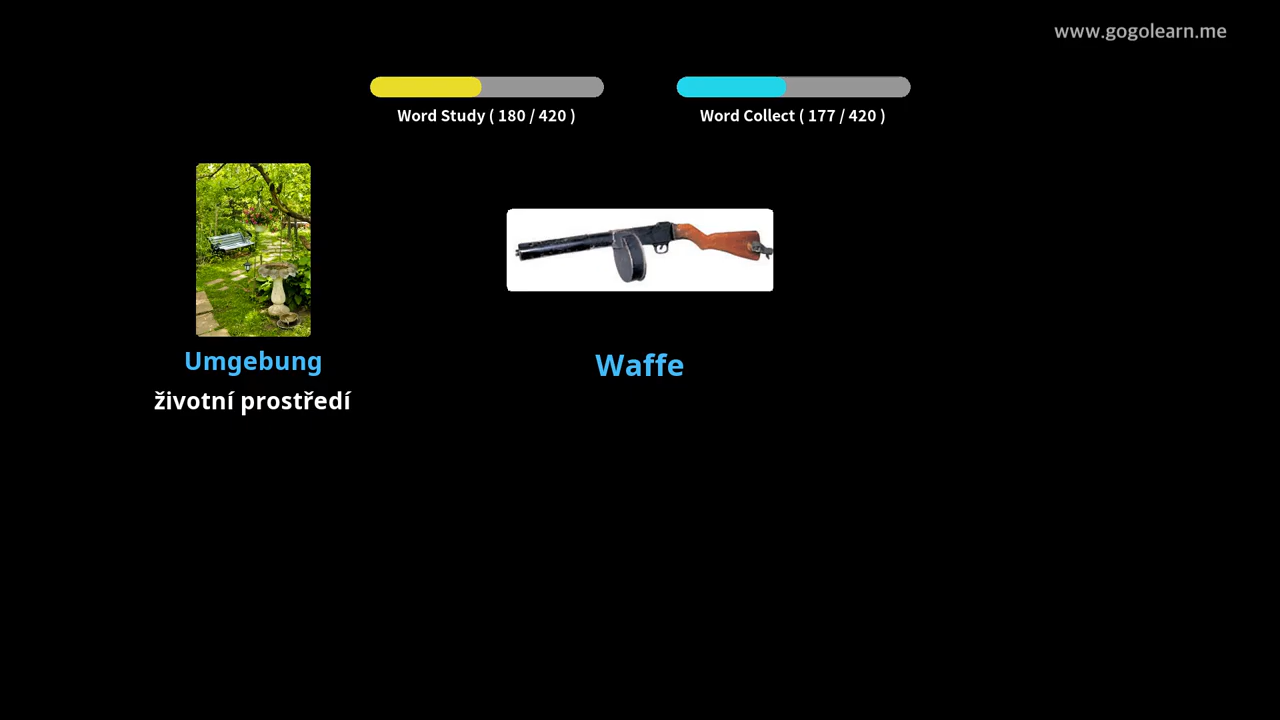 www.gogolearn.me
Word Study ( 180 / 420 )
Word Collect ( 177 / 420 )
Umgebung
životní prostředí
Waffe